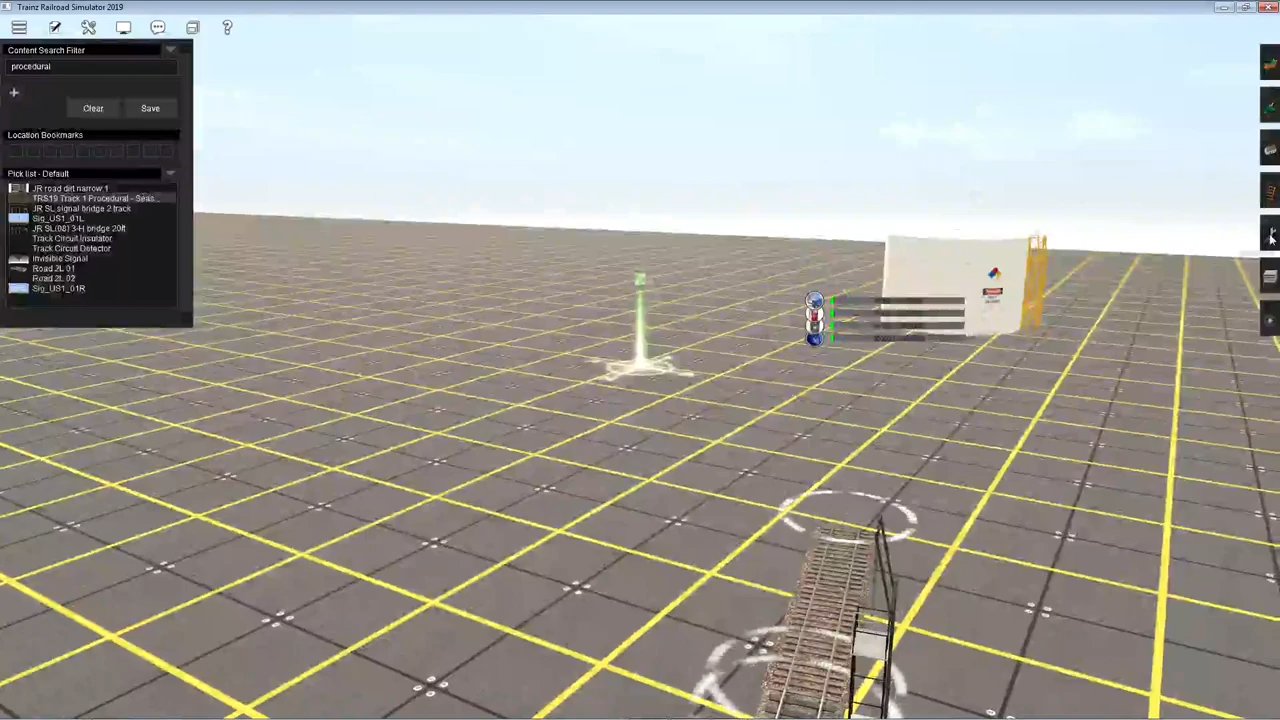 Trainz Railroad Simulator 2019
Content Search Filter
procedural
Clear
Save
Location Bookmarks
Pick list - Default
JR road dirt narrow 1
TRS19 Track 1 Procedural - Seas...
JR SL signal bridge 2 track
Sig_US1_01L
JR SL(08) 3-H bridge 20ft
Track Circuit Insulator
Track Circuit Detector
Invisible Signal
Road 2L 01
Road 2L 02
Sig_US1_01R